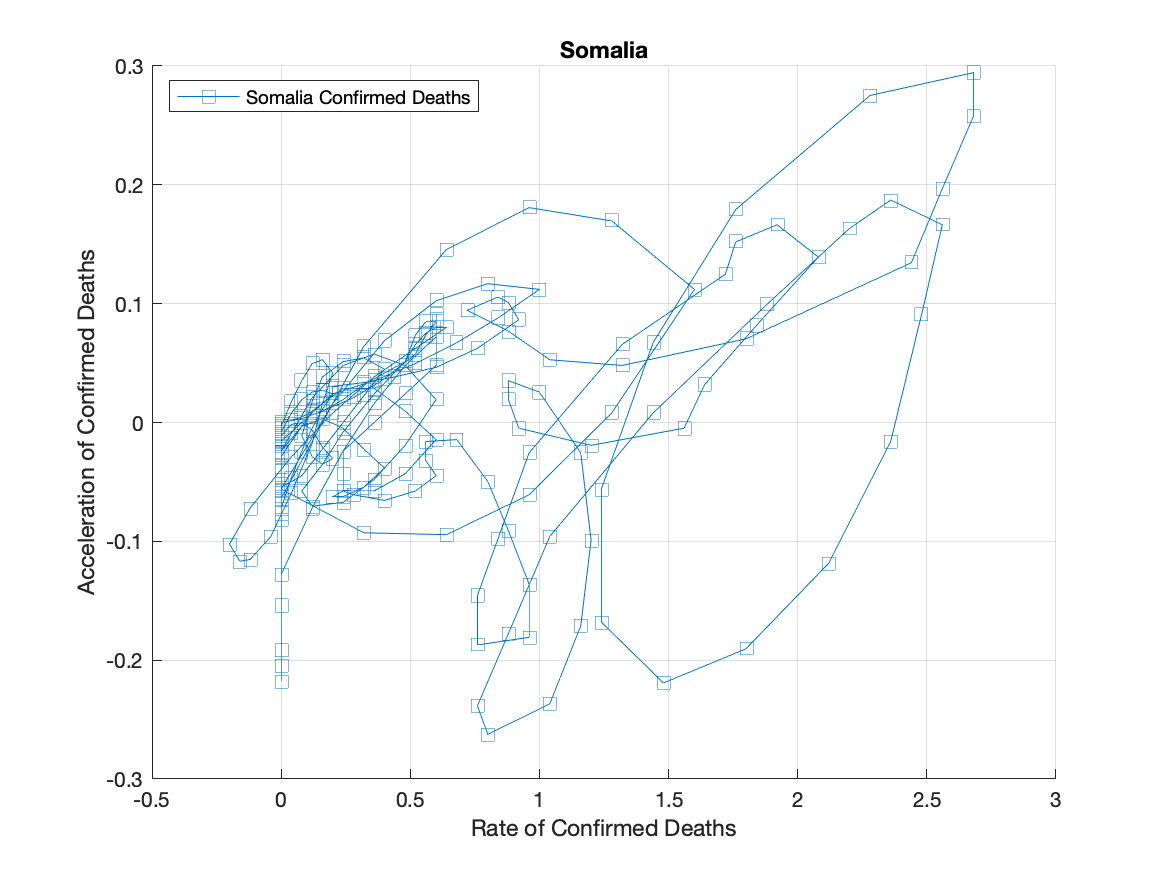 Somalia
Somalia Confirmed Deaths
Acceleration of Confirmed Deaths
0.3
0.2
0.1
0
-0.1
-0.2
-0.3
-0.5 0 0.5 1 1.5 2 2.5 3
Rate of Confirmed Deaths